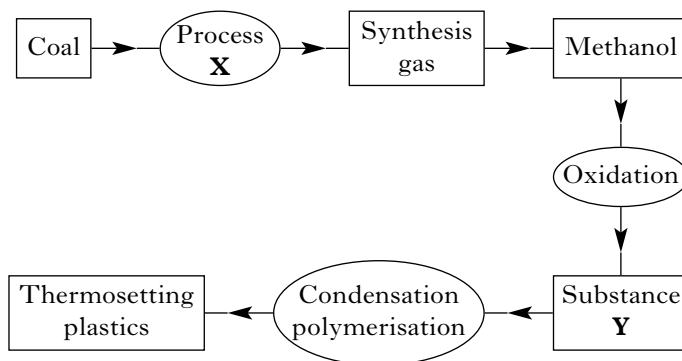 Coal
Process
X
Synthesis
gas
Methanol
Oxidation
Substance
Y
Condensation
polymerisation
Thermosetting
plastics